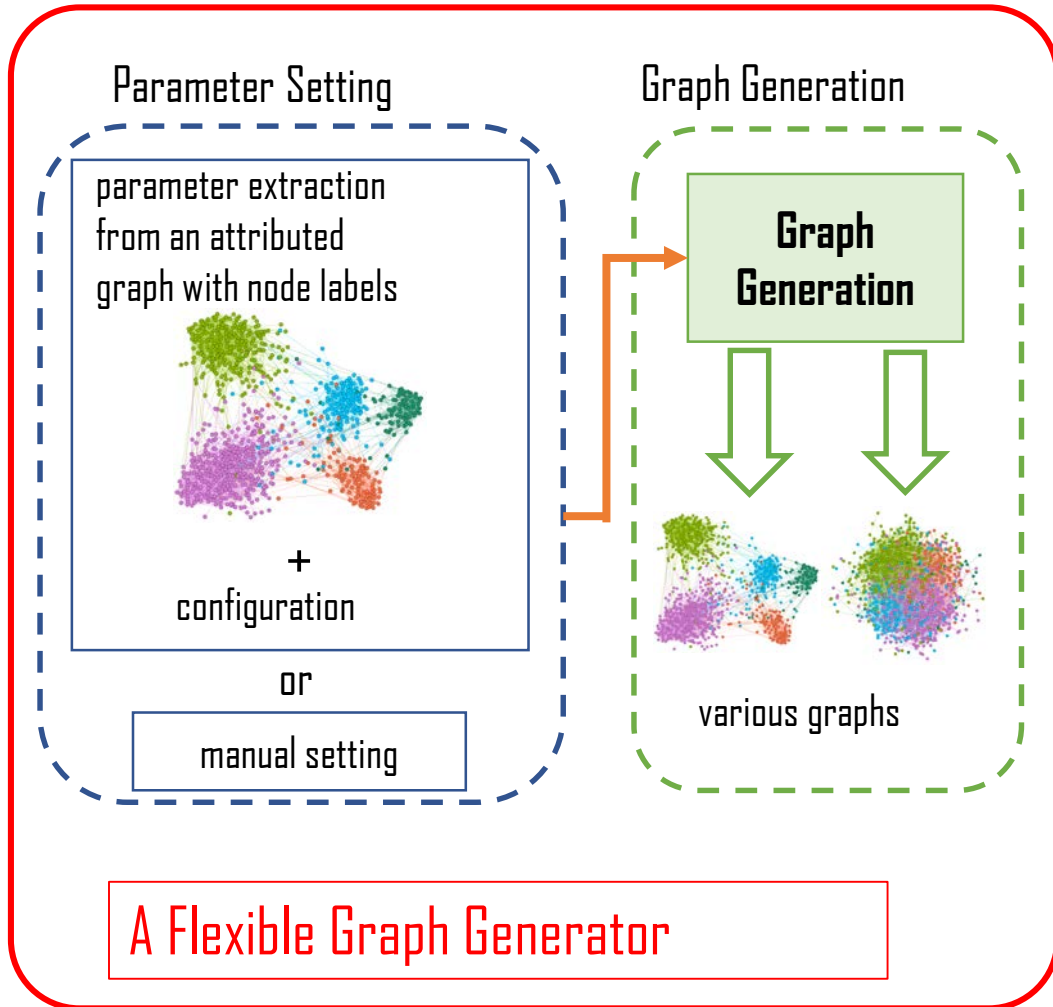 Parameter Setting
parameter extraction
from an attributed
graph with node labels
+
configuration
or
manual setting
Graph Generation
Graph
Generation
various graphs
A Flexible Graph Generator